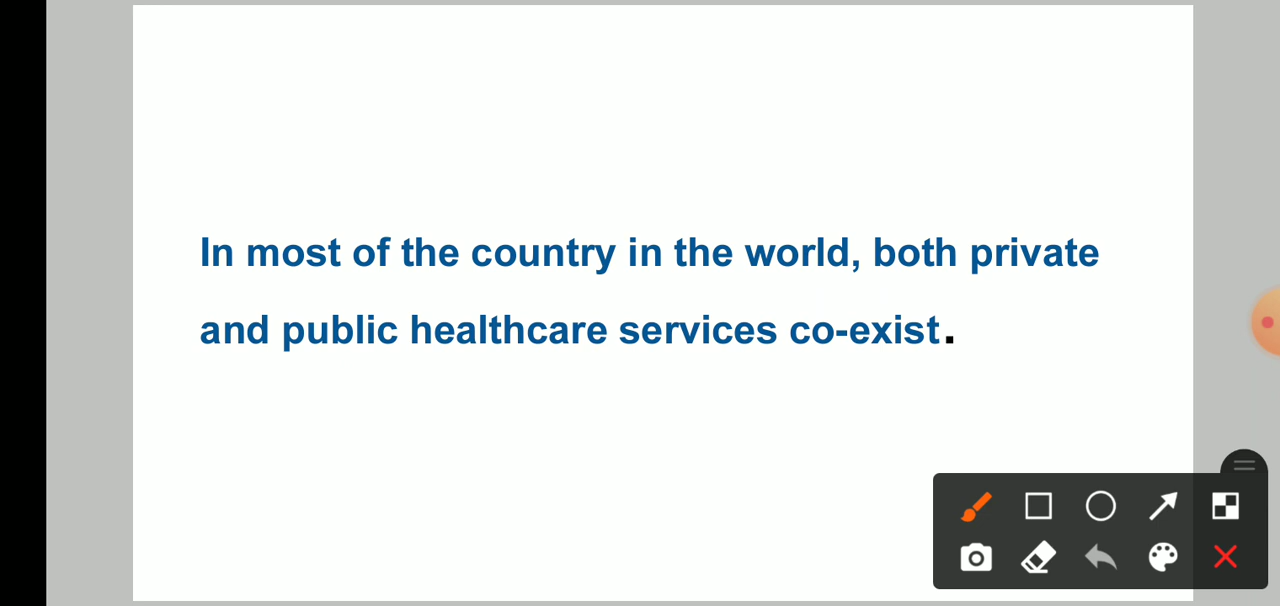 In most of the country in the world, both private
and public healthcare services co-exist.